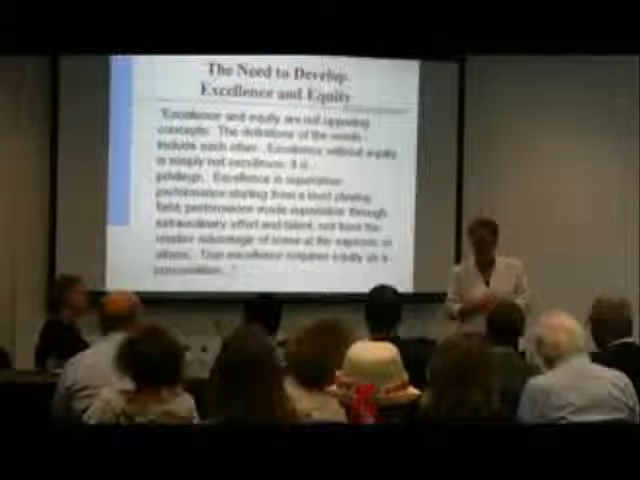 The Need to Develop
Excellence and Equity
"Excellence and equity are not opposing
concepts. The definitions of the words
include each other. Excellence without equity
is simply not excellence. It is
privilege. Excellence is superlative
performance starting from a level playing
field, performance made superlative through
extraordinary effort and talent, not from the
advantage of some at the expense of
others. True excellence requires equity as a